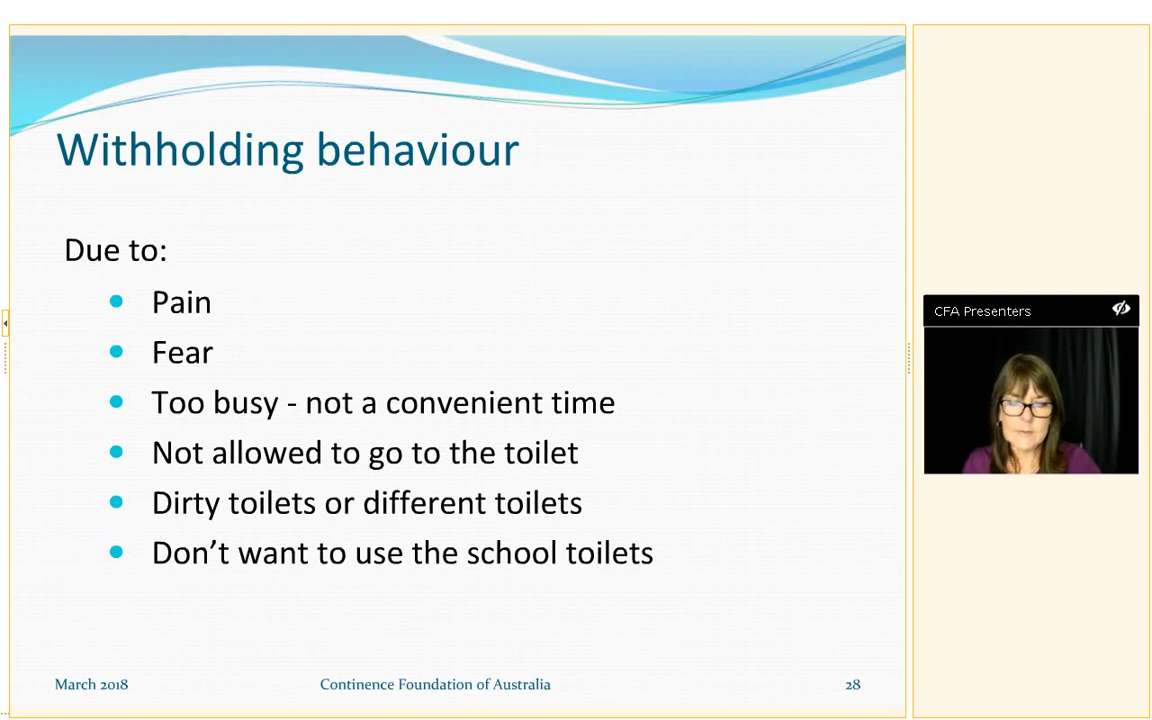 Withholding behaviour
Due to:
Pain
Fear
Too busy - not a convenient time
Not allowed to go to the toilet
Dirty toilets or different toilets
Don’t want to use the school toilets
March 2018
Continence Foundation of Australia
28
CFA Presenters